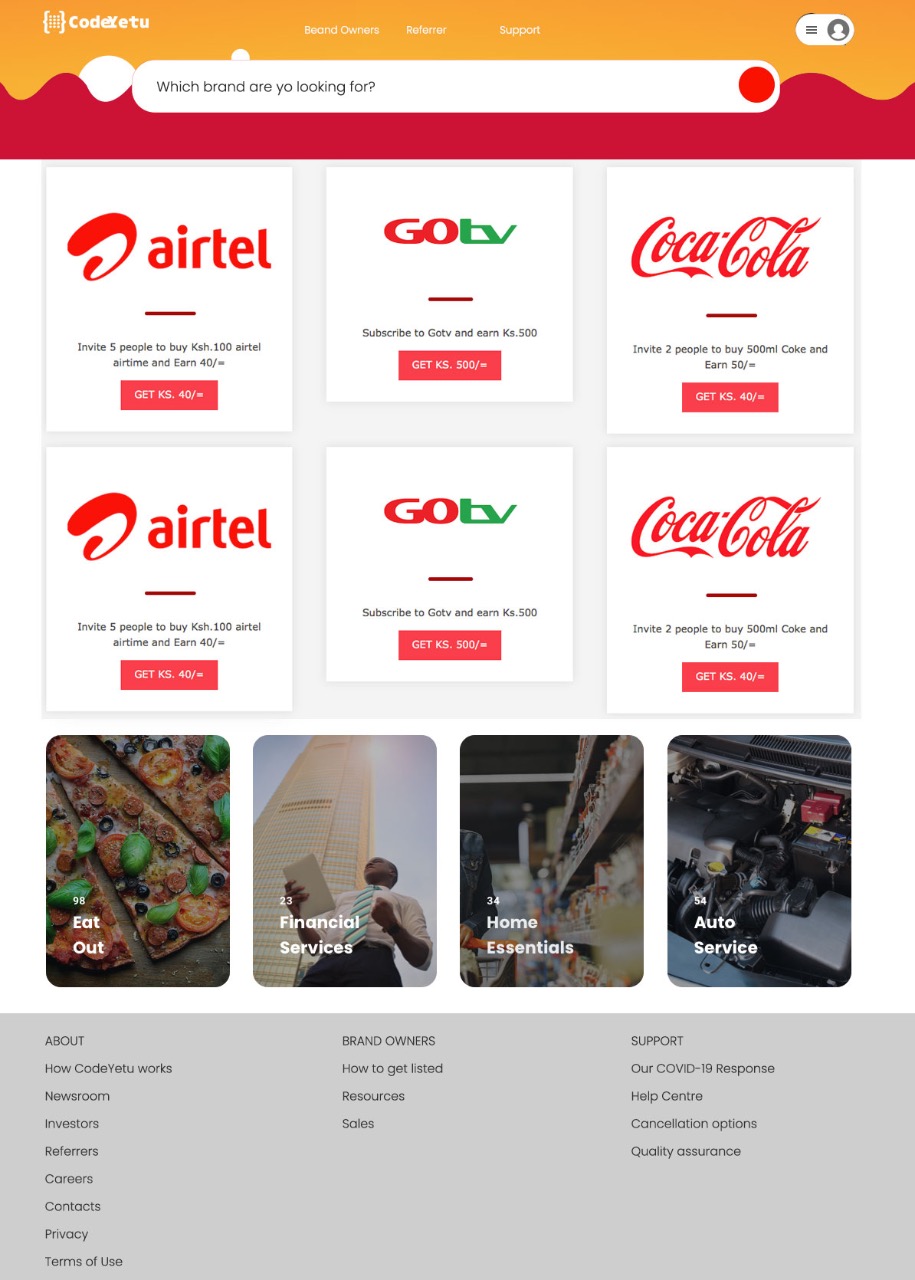 CodeYetu
Beand Owners Referrer Support
Which brand are yo looking for?
airtel
GOtv
Coca-Cola
Invite 5 people to buy Ksh.100 airtel
airtime and Earn 40/=
GET KS. 40/=
Subscribe to Gotv and earn Ks.500
GET KS. 500/=
Invite 2 people to buy 500ml Coke and
Earn 50/=
GET KS. 40/=
airtel
GOtv
Coca-Cola
Invite 5 people to buy Ksh.100 airtel
airtime and Earn 40/=
GET KS. 40/=
Subscribe to Gotv and earn Ks.500
GET KS. 500/=
Invite 2 people to buy 500ml Coke and
Earn 50/=
GET KS. 40/=
98
Eat
Out
23
Financial
Services
34
Home
Essentials
54
Auto
Service
ABOUT
How CodeYetu works
Newsroom
Investors
Referrers
Careers
Contacts
Privacy
Terms of Use
BRAND OWNERS
How to get listed
Resources
Sales
SUPPORT
Our COVID-19 Response
Help Centre
Cancellation options
Quality assurance